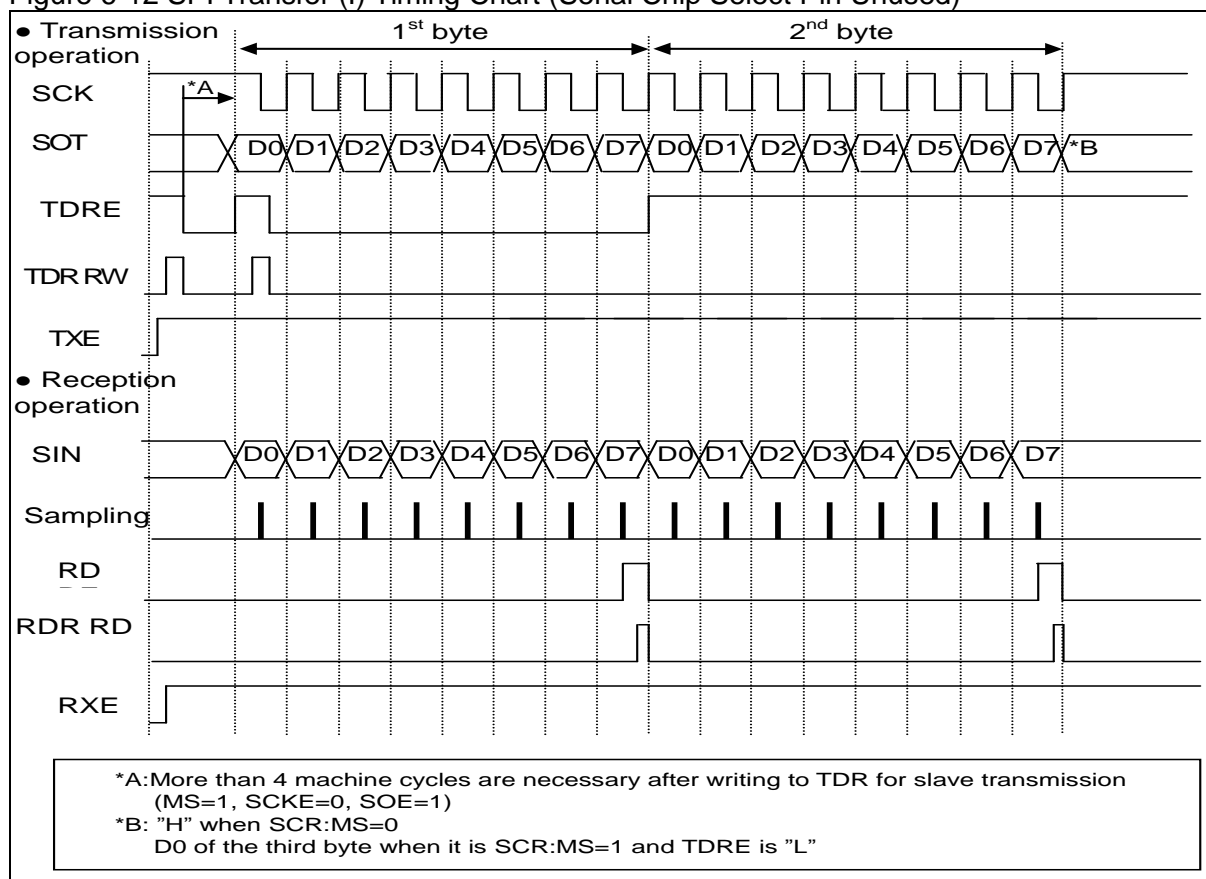 ● Transmission operation
1st byte
2nd byte
SCK
*A
SOT
D0 D1 D2 D3 D4 D5 D6 D7 D0 D1 D2 D3 D4 D5 D6 D7 *B
TDRE
TDR RW
TXE
● Reception operation
SIN
D0 D1 D2 D3 D4 D5 D6 D7 D0 D1 D2 D3 D4 D5 D6 D7
Sampling
RD
RDR RD
RXE
*A:More than 4 machine cycles are necessary after writing to TDR for slave transmission
(MS=1, SCKE=0, SOE=1)
*B: "H" when SCR:MS=0
D0 of the third byte when it is SCR:MS=1 and TDRE is "L"